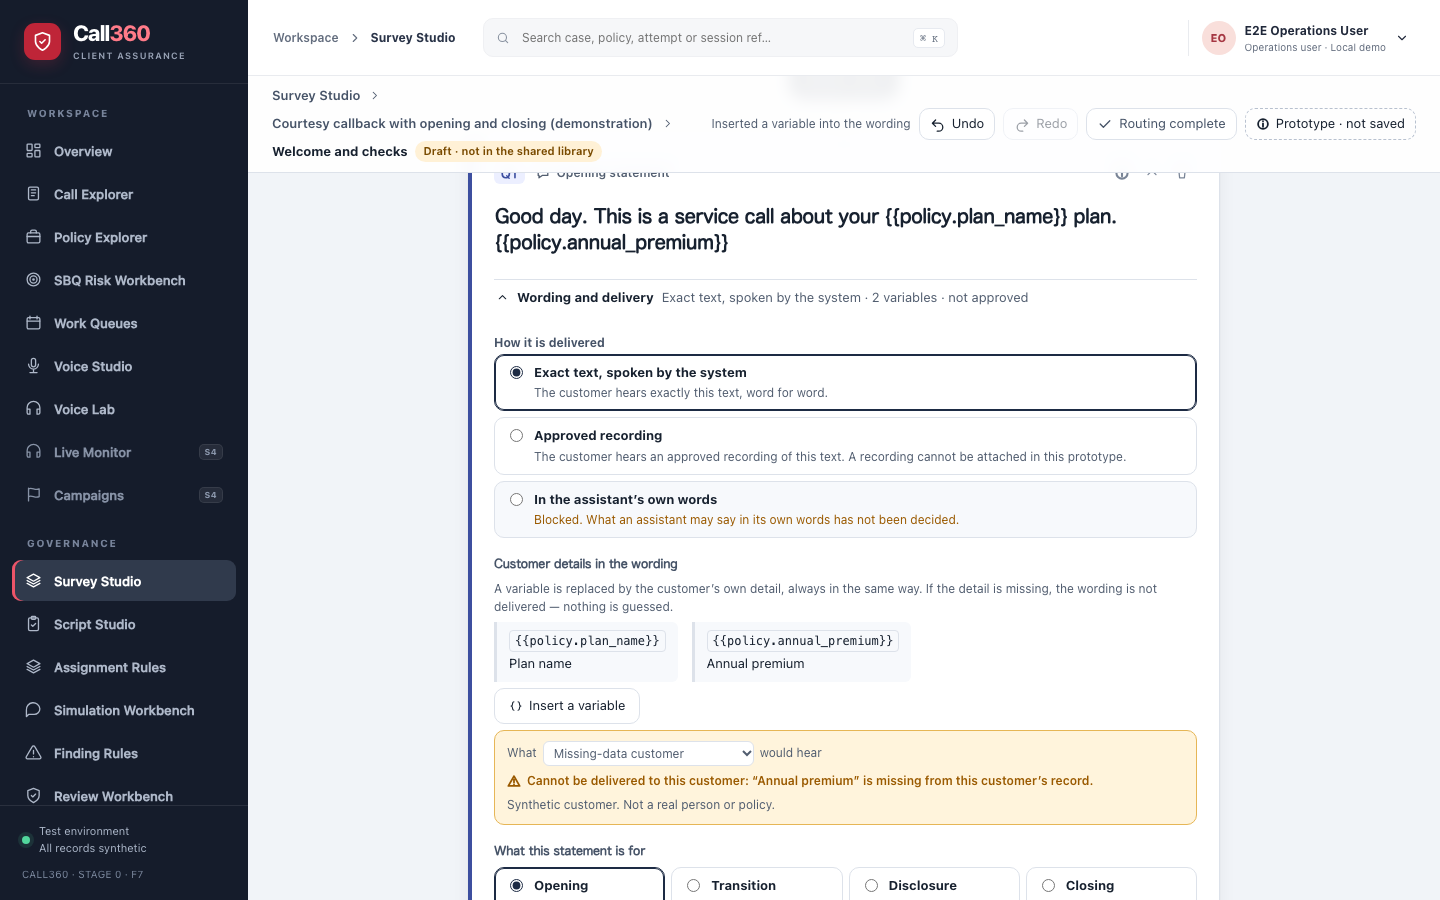 Call360
CLIENT ASSURANCE
WORKSPACE
Overview
Call Explorer
Policy Explorer
SBQ Risk Workbench
Work Queues
Voice Studio
Voice Lab
Live Monitor S4
Campaigns S4
GOVERNANCE
Survey Studio
Script Studio
Assignment Rules
Simulation Workbench
Finding Rules
Review Workbench
Test environment
All records synthetic
CALL360 · STAGE 0 · F7
Workspace Survey Studio
Search case, policy, attempt or session ref...
⌘ K
EO
E2E Operations User
Operations user · Local demo
Survey Studio
Courtesy callback with opening and closing (demonstration)
Welcome and checks Draft · not in the shared library
Inserted a variable into the wording Undo Redo Routing complete Prototype · not saved
Q1 Opening statement
Good day. This is a service call about your {{policy.plan_name}} plan.
{{policy.annual_premium}}
Wording and delivery Exact text, spoken by the system · 2 variables · not approved
How it is delivered
Exact text, spoken by the system
The customer hears exactly this text, word for word.
Approved recording
The customer hears an approved recording of this text. A recording cannot be attached in this prototype.
In the assistant’s own words
Blocked. What an assistant may say in its own words has not been decided.
Customer details in the wording
A variable is replaced by the customer’s own detail, always in the same way. If the detail is missing, the wording is not
delivered — nothing is guessed.
{{policy.plan_name}} {{policy.annual_premium}}
Plan name Annual premium
{} Insert a variable
What Missing-data customer would hear
Cannot be delivered to this customer: “Annual premium” is missing from this customer’s record.
Synthetic customer. Not a real person or policy.
What this statement is for
Opening Transition Disclosure Closing